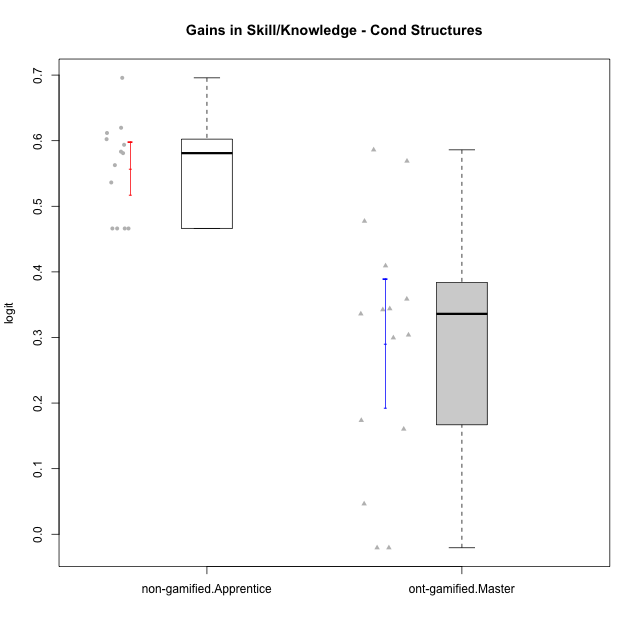 Gains in Skill/Knowledge - Cond Structures
logit
0.7
0.6
0.5
0.4
0.3
0.2
0.1
0.0
non-gamified.Apprentice
ont-gamified.Master